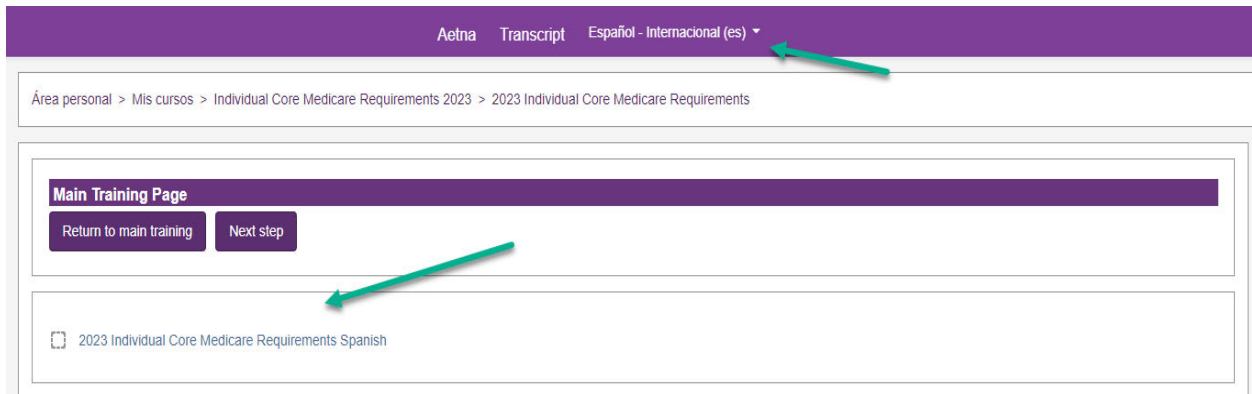 Aetna Transcript Español - Internacional (es)
Área personal > Mis cursos > Individual Core Medicare Requirements 2023 > 2023 Individual Core Medicare Requirements
Main Training Page
Return to main training Next step
2023 Individual Core Medicare Requirements Spanish